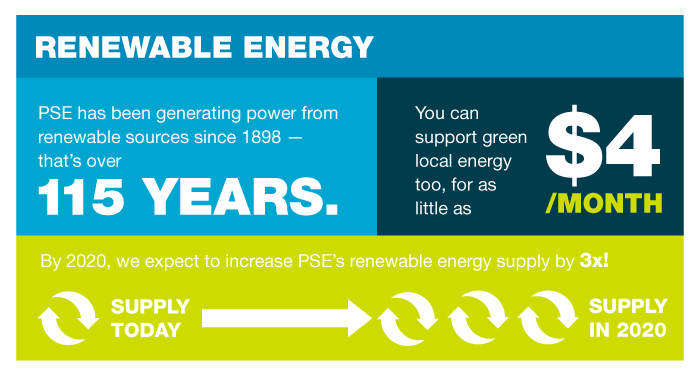 RENEWABLE ENERGY
PSE has been generating power from
renewable sources since 1898 —
that's over
115 YEARS.
You can
support green
local energy
too, for as
little as
$4
/MONTH
By 2020, we expect to increase PSE's renewable energy supply by 3x!
SUPPLY
TODAY
SUPPLY
IN 2020